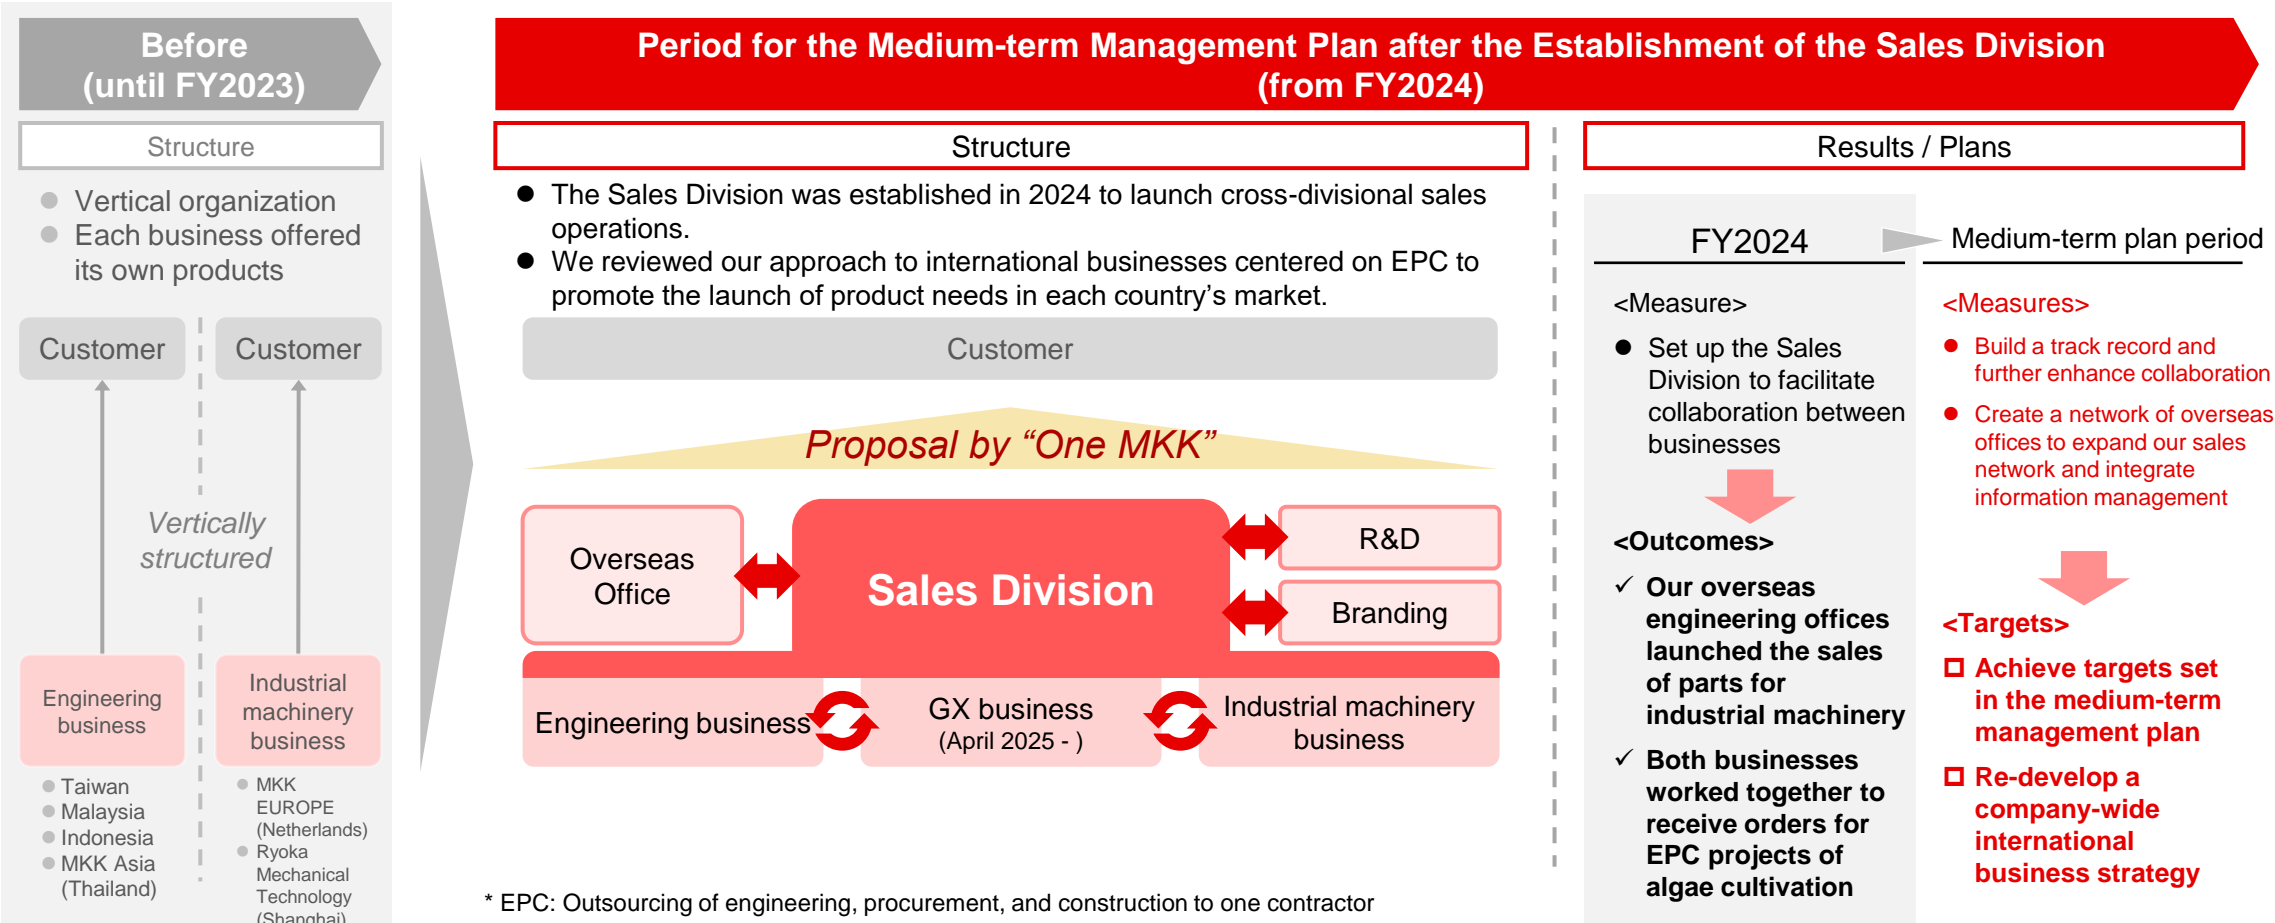 Before
(until FY2023)
Structure
Vertical organization
Each business offered
its own products
Customer
Customer
Vertically
structured
Engineering
business
Industrial
machinery
business
Taiwan
Malaysia
Indonesia
MKK Asia
(Thailand)
MKK
EUROPE
(Netherlands)
Ryoka
Mechanical
Technology
(Shanghai)
Period for the Medium-term Management Plan after the Establishment of the Sales Division
(from FY2024)
Structure
The Sales Division was established in 2024 to launch cross-divisional sales
operations.
We reviewed our approach to international businesses centered on EPC to
promote the launch of product needs in each country’s market.
Customer
Proposal by “One MKK”
Overseas
Office
Sales Division
R&D
Branding
Engineering business
GX business
(April 2025 - )
Industrial machinery
business
* EPC: Outsourcing of engineering, procurement, and construction to one contractor
Results / Plans
FY2024
<Measure>
Set up the Sales
Division to facilitate
collaboration between
businesses
<Outcomes>
✓ Our overseas
engineering offices
launched the sales
of parts for
industrial machinery
✓ Both businesses
worked together to
receive orders for
EPC projects of
algae cultivation
Medium-term plan period
<Measures>
Build a track record and
further enhance collaboration
Create a network of overseas
offices to expand our sales
network and integrate
information management
<Targets>
Achieve targets set
in the medium-term
management plan
Re-develop a
company-wide
international
business strategy